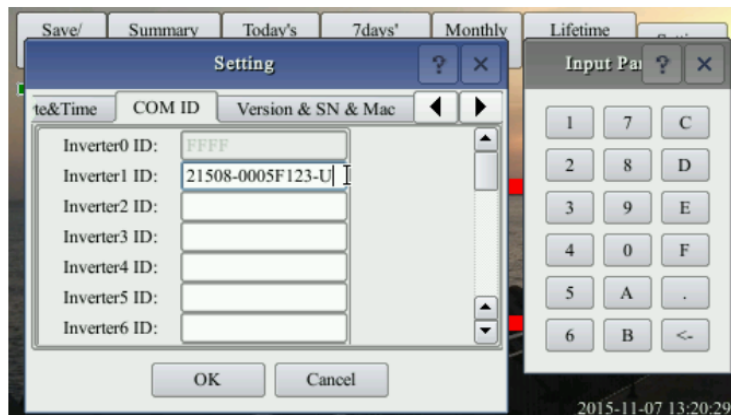 Save/ Summary Today's 7days' Monthly Lifetime
Setting
Input Pa
te&Time COM ID Version & SN & Mac
Inverter0 ID: FFFF
Inverter1 ID: 21508-0005F123-U
Inverter2 ID:
Inverter3 ID:
Inverter4 ID:
Inverter5 ID:
Inverter6 ID:
OK Cancel
1 7 C
2 8 D
3 9 E
4 0 F
5 A .
6 B <-
2015-11-07 13:20:29